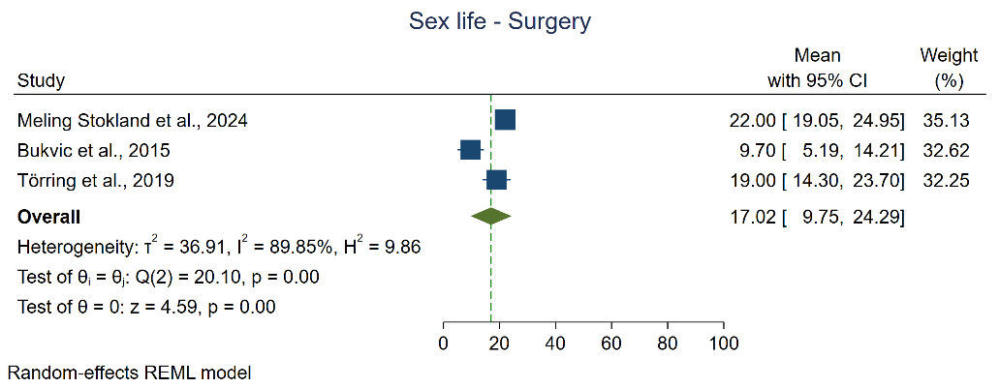 Sex life - Surgery
Mean Weight
Study with 95% CI (%)
Meling Stokland et al., 2024 22.00 [ 19.05, 24.95] 35.13
Bukvic et al., 2015 9.70 [ 5.19, 14.21] 32.62
Törring et al., 2019 19.00 [ 14.30, 23.70] 32.25
Overall 17.02 [ 9.75, 24.29]
Heterogeneity: τ² = 36.91, I² = 89.85%, H² = 9.86
Test of θᵢ = θⱼ: Q(2) = 20.10, p = 0.00
Test of θ = 0: z = 4.59, p = 0.00
0 20 40 60 80 100
Random-effects REML model